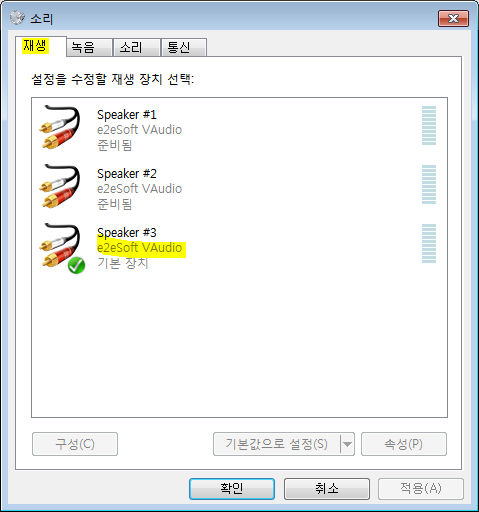 소리
재생 녹음 소리 통신
설정을 수정할 재생 장치 선택:
Speaker #1
e2eSoft VAudio
준비됨
Speaker #2
e2eSoft VAudio
준비됨
Speaker #3
e2eSoft VAudio
기본 장치
구성(C) 기본값으로 설정(S) 속성(P)
확인 취소 적용(A)